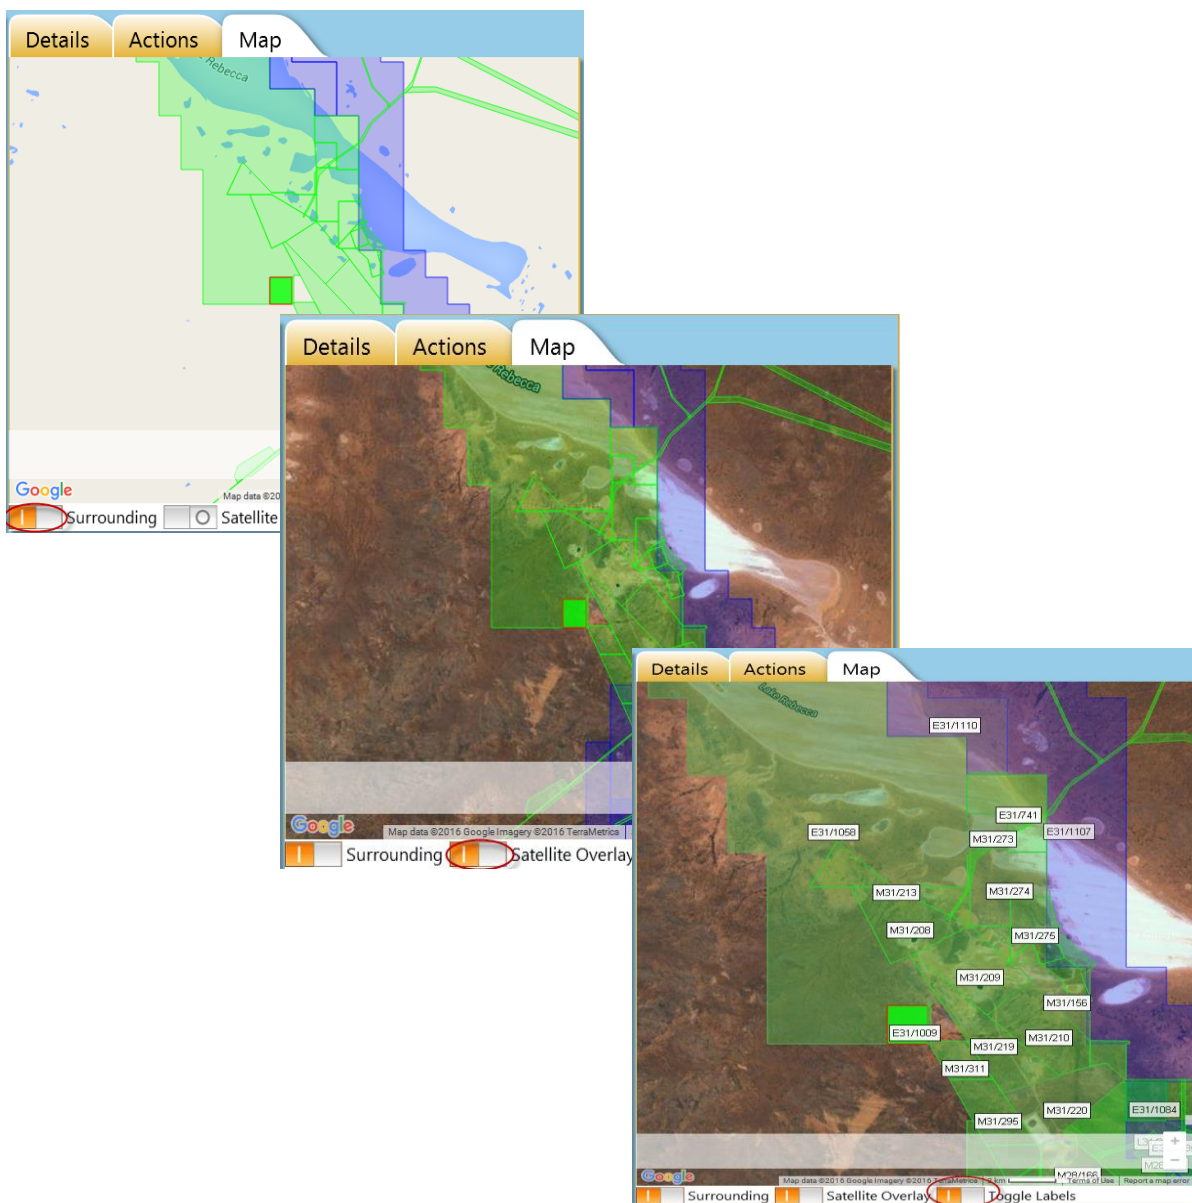 Details Actions Map
Rebecca
Google
Map data ©20
Surrounding Satellite
Details Actions Map
Rebecca
Google
Map data ©2016 Google Imagery ©2016 TerraMetrics
Surrounding Satellite Overlay
Details Actions Map
Lake Rebecca
E31/1110
E31/741
E31/1058
M31/273
E31/1107
M31/213
M31/274
M31/208
M31/275
M31/209
M31/156
E31/1009
M31/219
M31/210
M31/311
M31/220
E31/1084
M31/295
M28/166
Google
Map data ©2016 Google Imagery ©2016 TerraMetrics 2 km Terms of Use Report a map error
Surrounding Satellite Overlay Toggle Labels